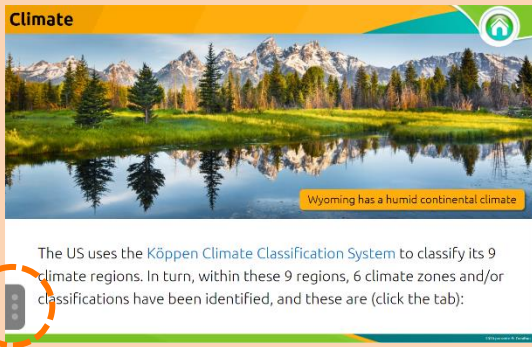 Climate
Wyoming has a humid continental climate
The US uses the Köppen Climate Classification System to classify its 9
climate regions. In turn, within these 9 regions, 6 climate zones and/or
classifications have been identified, and these are (click the tab):